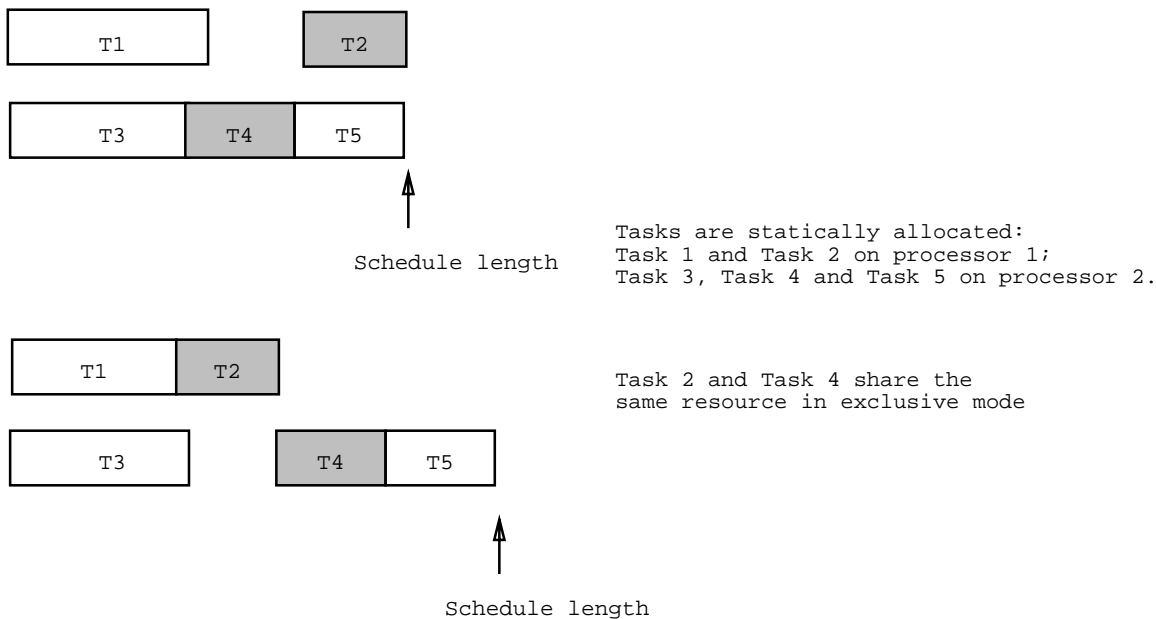 T1
T2
T3
T4
T5
Schedule length
Tasks are statically allocated:
Task 1 and Task 2 on processor 1;
Task 3, Task 4 and Task 5 on processor 2.
T1
T2
Task 2 and Task 4 share the
same resource in exclusive mode
T3
T4
T5
Schedule length